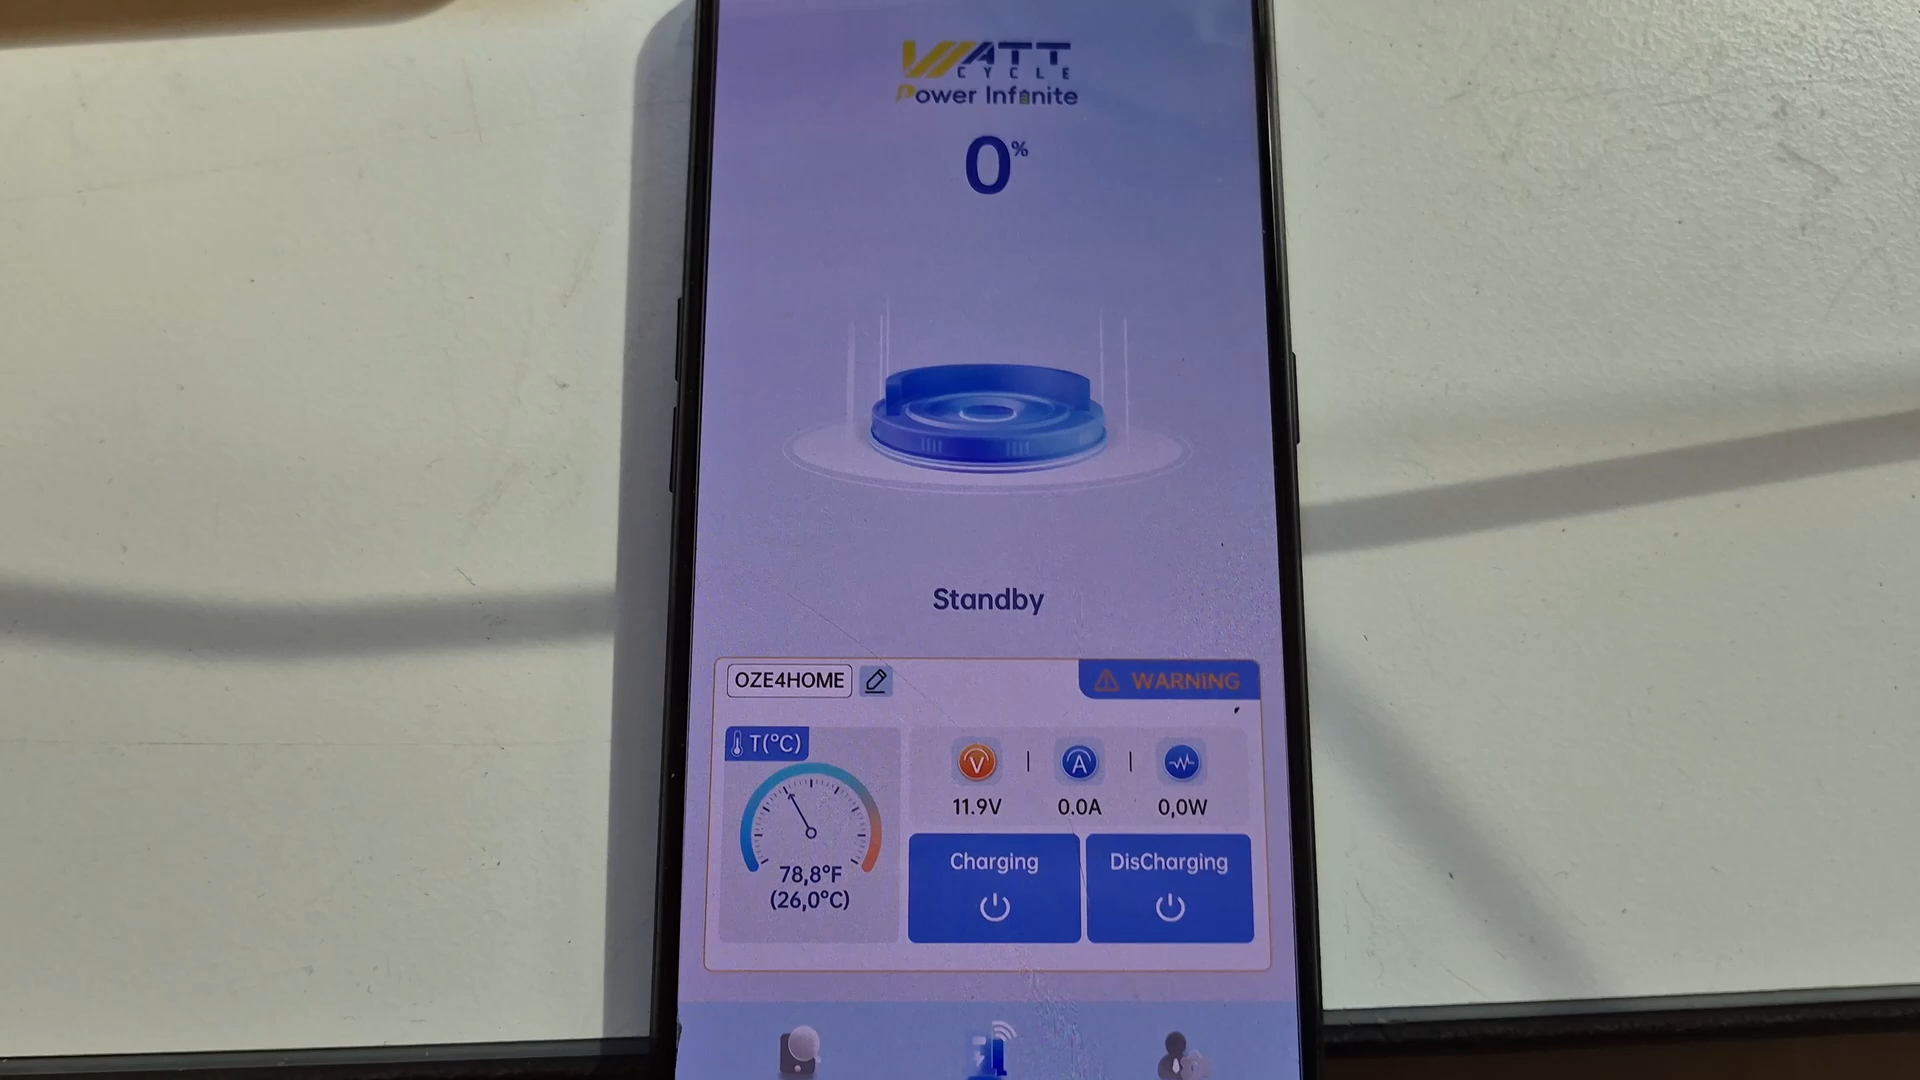 WATT
CYCLE
Power Infinite
0%
Standby
OZE4HOME
WARNING
T(°C)
V | A |
11.9V 0.0A 0,0W
78,8°F
(26,0°C)
Charging DisCharging